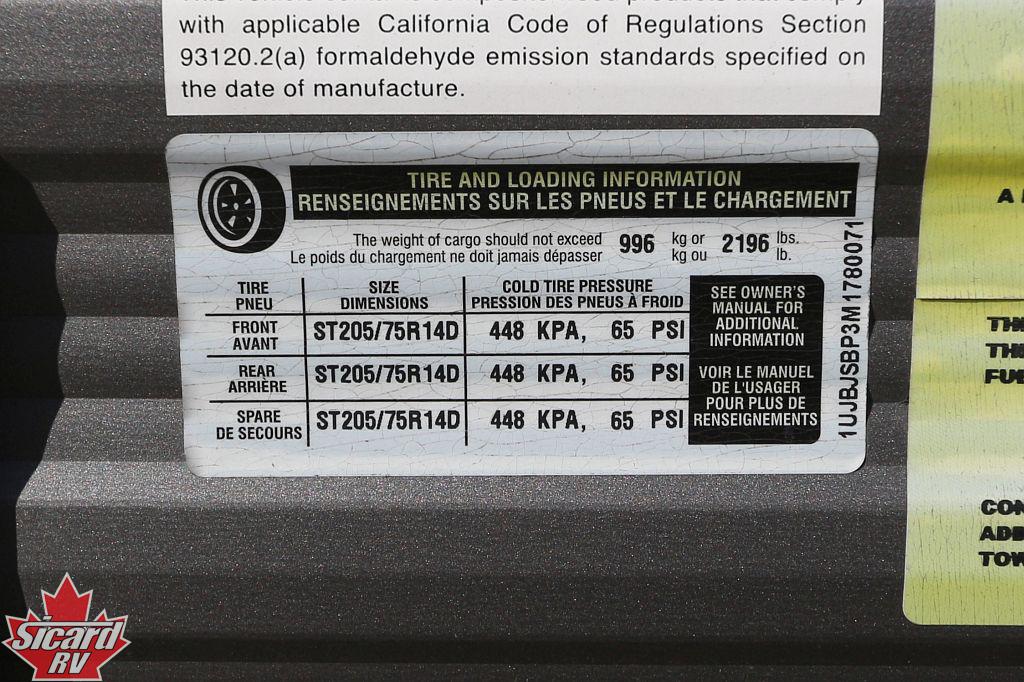 with applicable California Code of Regulations Section
93120.2(a) formaldehyde emission standards specified on
the date of manufacture.
TIRE AND LOADING INFORMATION
RENSEIGNEMENTS SUR LES PNEUS ET LE CHARGEMENT
The weight of cargo should not exceed 996 kg or 2196 lbs.
Le poids du chargement ne doit jamais dépasser kg ou lb.
TIRE SIZE COLD TIRE PRESSURE
PNEU DIMENSIONS PRESSION DES PNEUS À FROID
FRONT ST205/75R14D 448 KPA, 65 PSI
AVANT
REAR ST205/75R14D 448 KPA, 65 PSI
ARRIÈRE
SPARE ST205/75R14D 448 KPA, 65 PSI
DE SECOURS
SEE OWNER'S
MANUAL FOR
ADDITIONAL
INFORMATION
VOIR LE MANUEL
DE L'USAGER
POUR PLUS DE
RENSEIGNEMENTS
1UJBJSBP3M1780071
A
FUE
CON
ADD
TOW
Sicard
RV